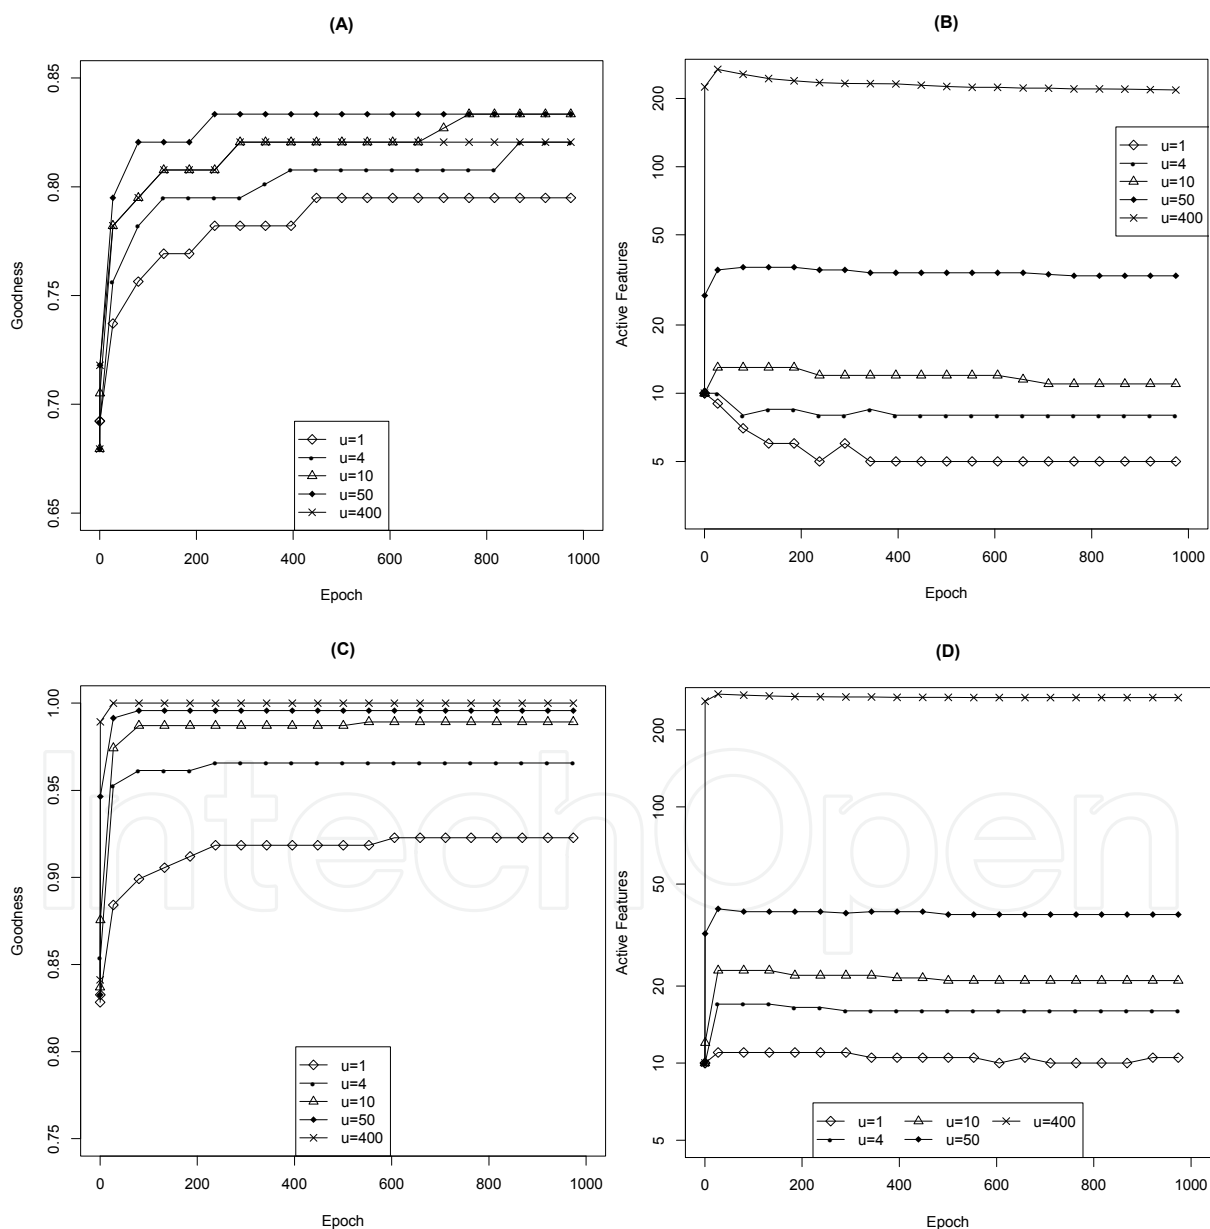 (A)
Goodness
0.85
0.80
0.75
0.70
0.65
0 200 400 600 800 1000
Epoch
u=1
u=4
u=10
u=50
u=400
(B)
Active Features
200
100
50
20
10
5
0 200 400 600 800 1000
Epoch
u=1
u=4
u=10
u=50
u=400
(C)
Goodness
1.00
0.95
0.90
0.85
0.80
0.75
0 200 400 600 800 1000
Epoch
u=1
u=4
u=10
u=50
u=400
(D)
Active Features
200
100
50
20
10
5
0 200 400 600 800 1000
Epoch
u=1 u=10 u=400
u=4 u=50
IntechOpen